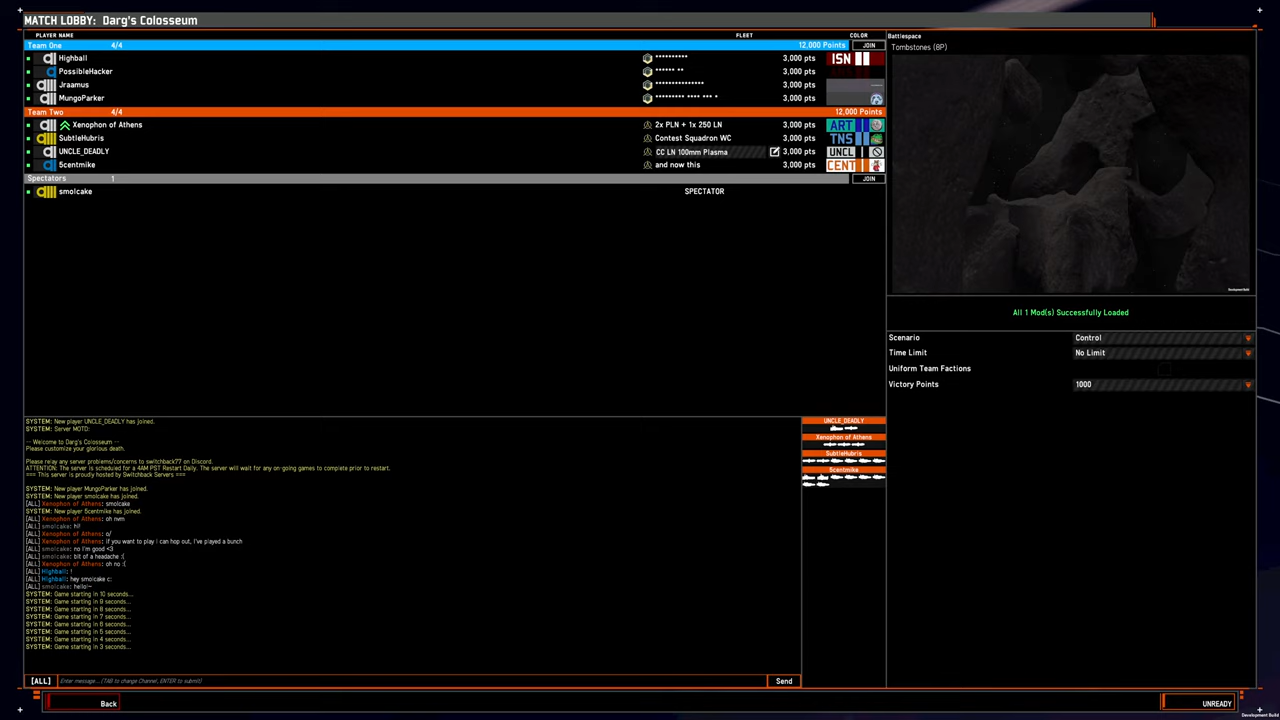 MATCH LOBBY: Darg's Colosseum
PLAYER NAME FLEET COLOR
Team One 4/4 12,000 Points JOIN
Highball ********** 3,000 pts ISN
PossibleHacker ****** ** 3,000 pts
Jraamus *************** 3,000 pts
MungoParker ********* **** *** * 3,000 pts
Team Two 4/4 12,000 Points
Xenophon of Athens 2x PLN + 1x 250 LN 3,000 pts ART
SubtleHubris Contest Squadron WC 3,000 pts TNS
UNCLE_DEADLY CC LN 100mm Plasma 3,000 pts UNCL
5centmike and now this 3,000 pts CENT
Spectators 1 JOIN
smolcake SPECTATOR
SYSTEM: New player UNCLE_DEADLY has joined.
SYSTEM: Server MOTD:
-- Welcome to Darg's Colosseum --
Please customize your glorious death.
Please relay any server problems/concerns to switchback77 on Discord.
ATTENTION: The server is scheduled for a 4AM PST Restart Daily. The server will wait for any on-going games to complete prior to restart.
=== This server is proudly hosted by Switchback Servers ===
SYSTEM: New player MungoParker has joined.
SYSTEM: New player smolcake has joined.
[ALL] Xenophon of Athens: smolcake
SYSTEM: New player 5centmike has joined.
[ALL] Xenophon of Athens: oh nvm
[ALL] smolcake: hi!
[ALL] Xenophon of Athens: o/
[ALL] Xenophon of Athens: if you want to play i can hop out, I've played a bunch
[ALL] smolcake: no i'm good <3
[ALL] smolcake: bit of a headache :(
[ALL] Xenophon of Athens: oh no :(
[ALL] Highball: !
[ALL] Highball: hey smolcake c:
[ALL] smolcake: hello!~
SYSTEM: Game starting in 10 seconds...
SYSTEM: Game starting in 9 seconds...
SYSTEM: Game starting in 8 seconds...
SYSTEM: Game starting in 7 seconds...
SYSTEM: Game starting in 6 seconds...
SYSTEM: Game starting in 5 seconds...
SYSTEM: Game starting in 4 seconds...
SYSTEM: Game starting in 3 seconds...
UNCLE_DEADLY
Xenophon of Athens
SubtleHubris
5centmike
[ALL] Enter message... (TAB to change Channel, ENTER to submit) Send
Back
Battlespace
Tombstones (8P)
Development Build
All 1 Mod(s) Successfully Loaded
Scenario Control
Time Limit No Limit
Uniform Team Factions
Victory Points 1000
UNREADY
Development Build